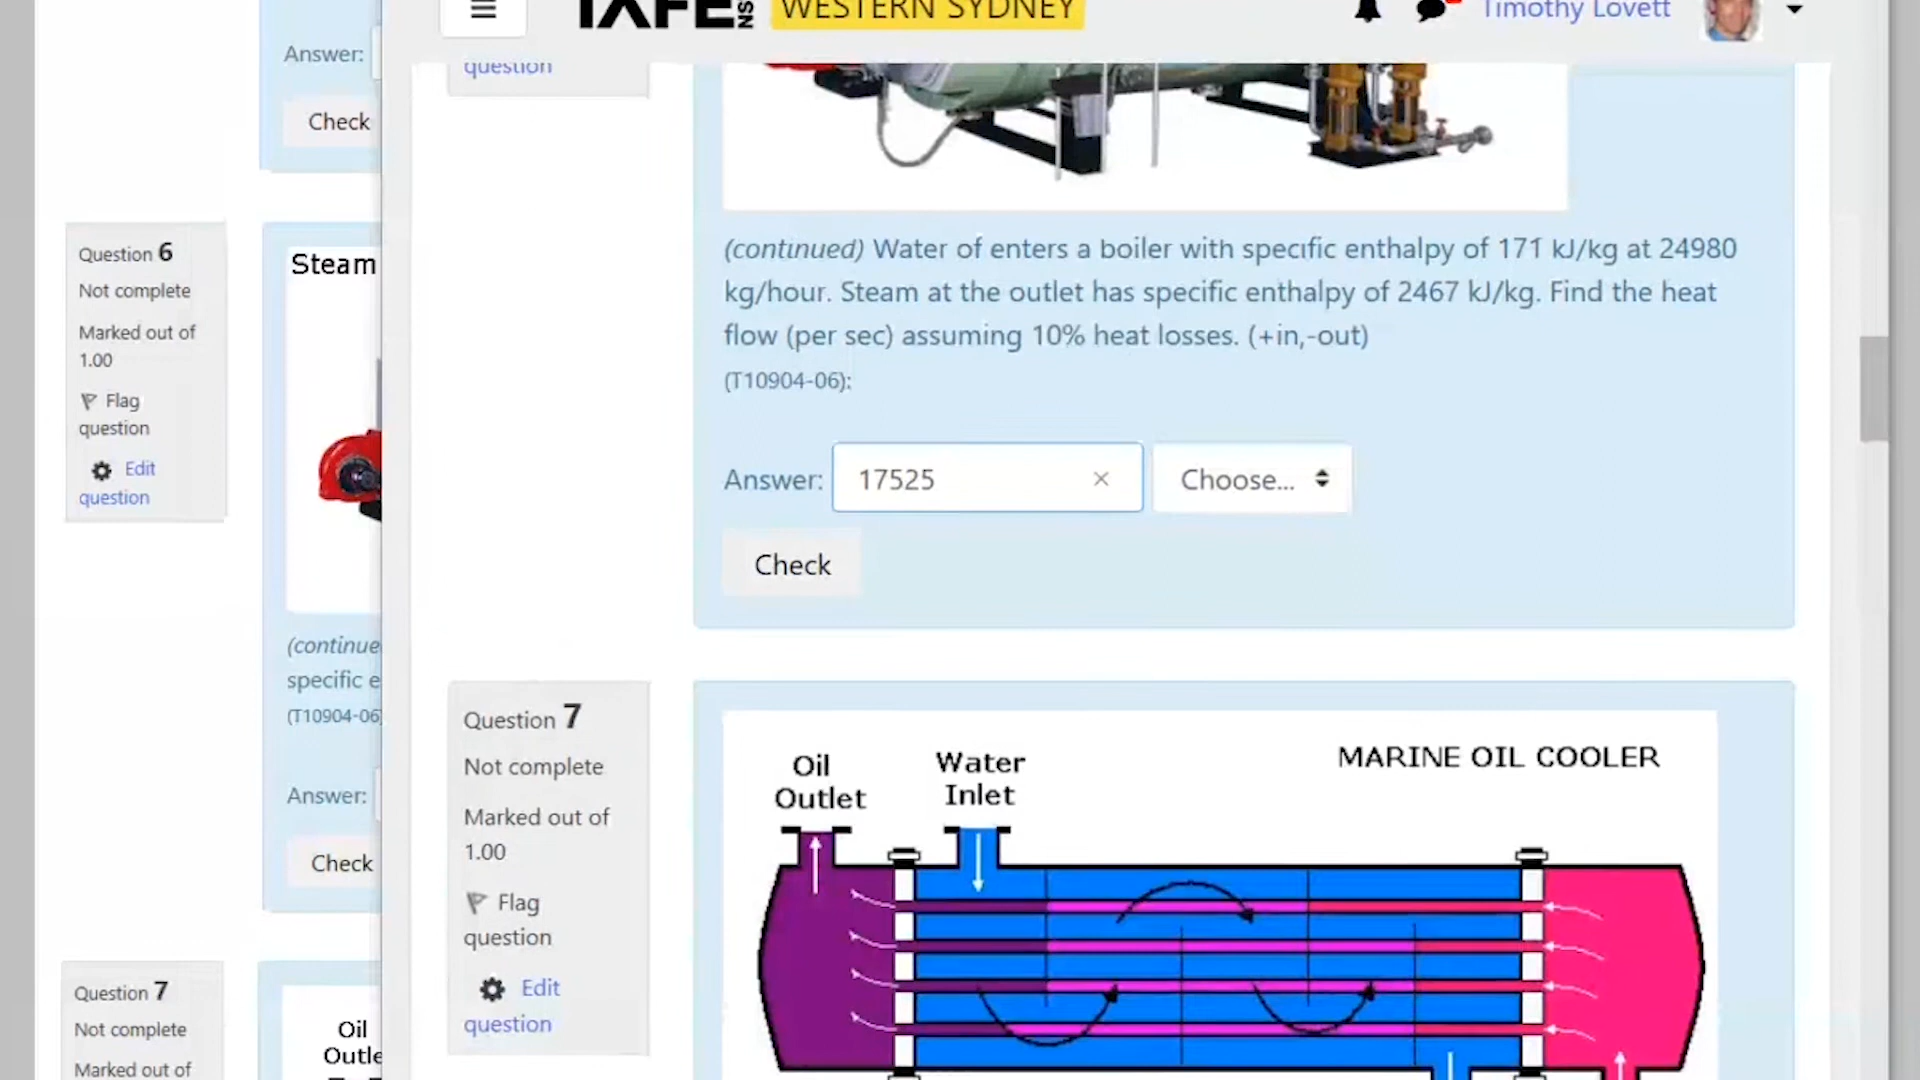 TAFE NSW WESTERN SYDNEY
Timothy Lovett
Answer:
Check
Question 6
Not complete
Marked out of
1.00
Flag
question
Edit
question
Steam
(continue
specific e
(T10904-06
Answer:
Check
Question 7
Not complete
Marked out of
Oil
Outle
question
(continued) Water of enters a boiler with specific enthalpy of 171 kJ/kg at 24980
kg/hour. Steam at the outlet has specific enthalpy of 2467 kJ/kg. Find the heat
flow (per sec) assuming 10% heat losses. (+in,-out)
(T10904-06):
Answer: 17525 × Choose...
Check
Question 7
Not complete
Marked out of
1.00
Flag
question
Edit
question
Oil
Outlet
Water
Inlet
MARINE OIL COOLER